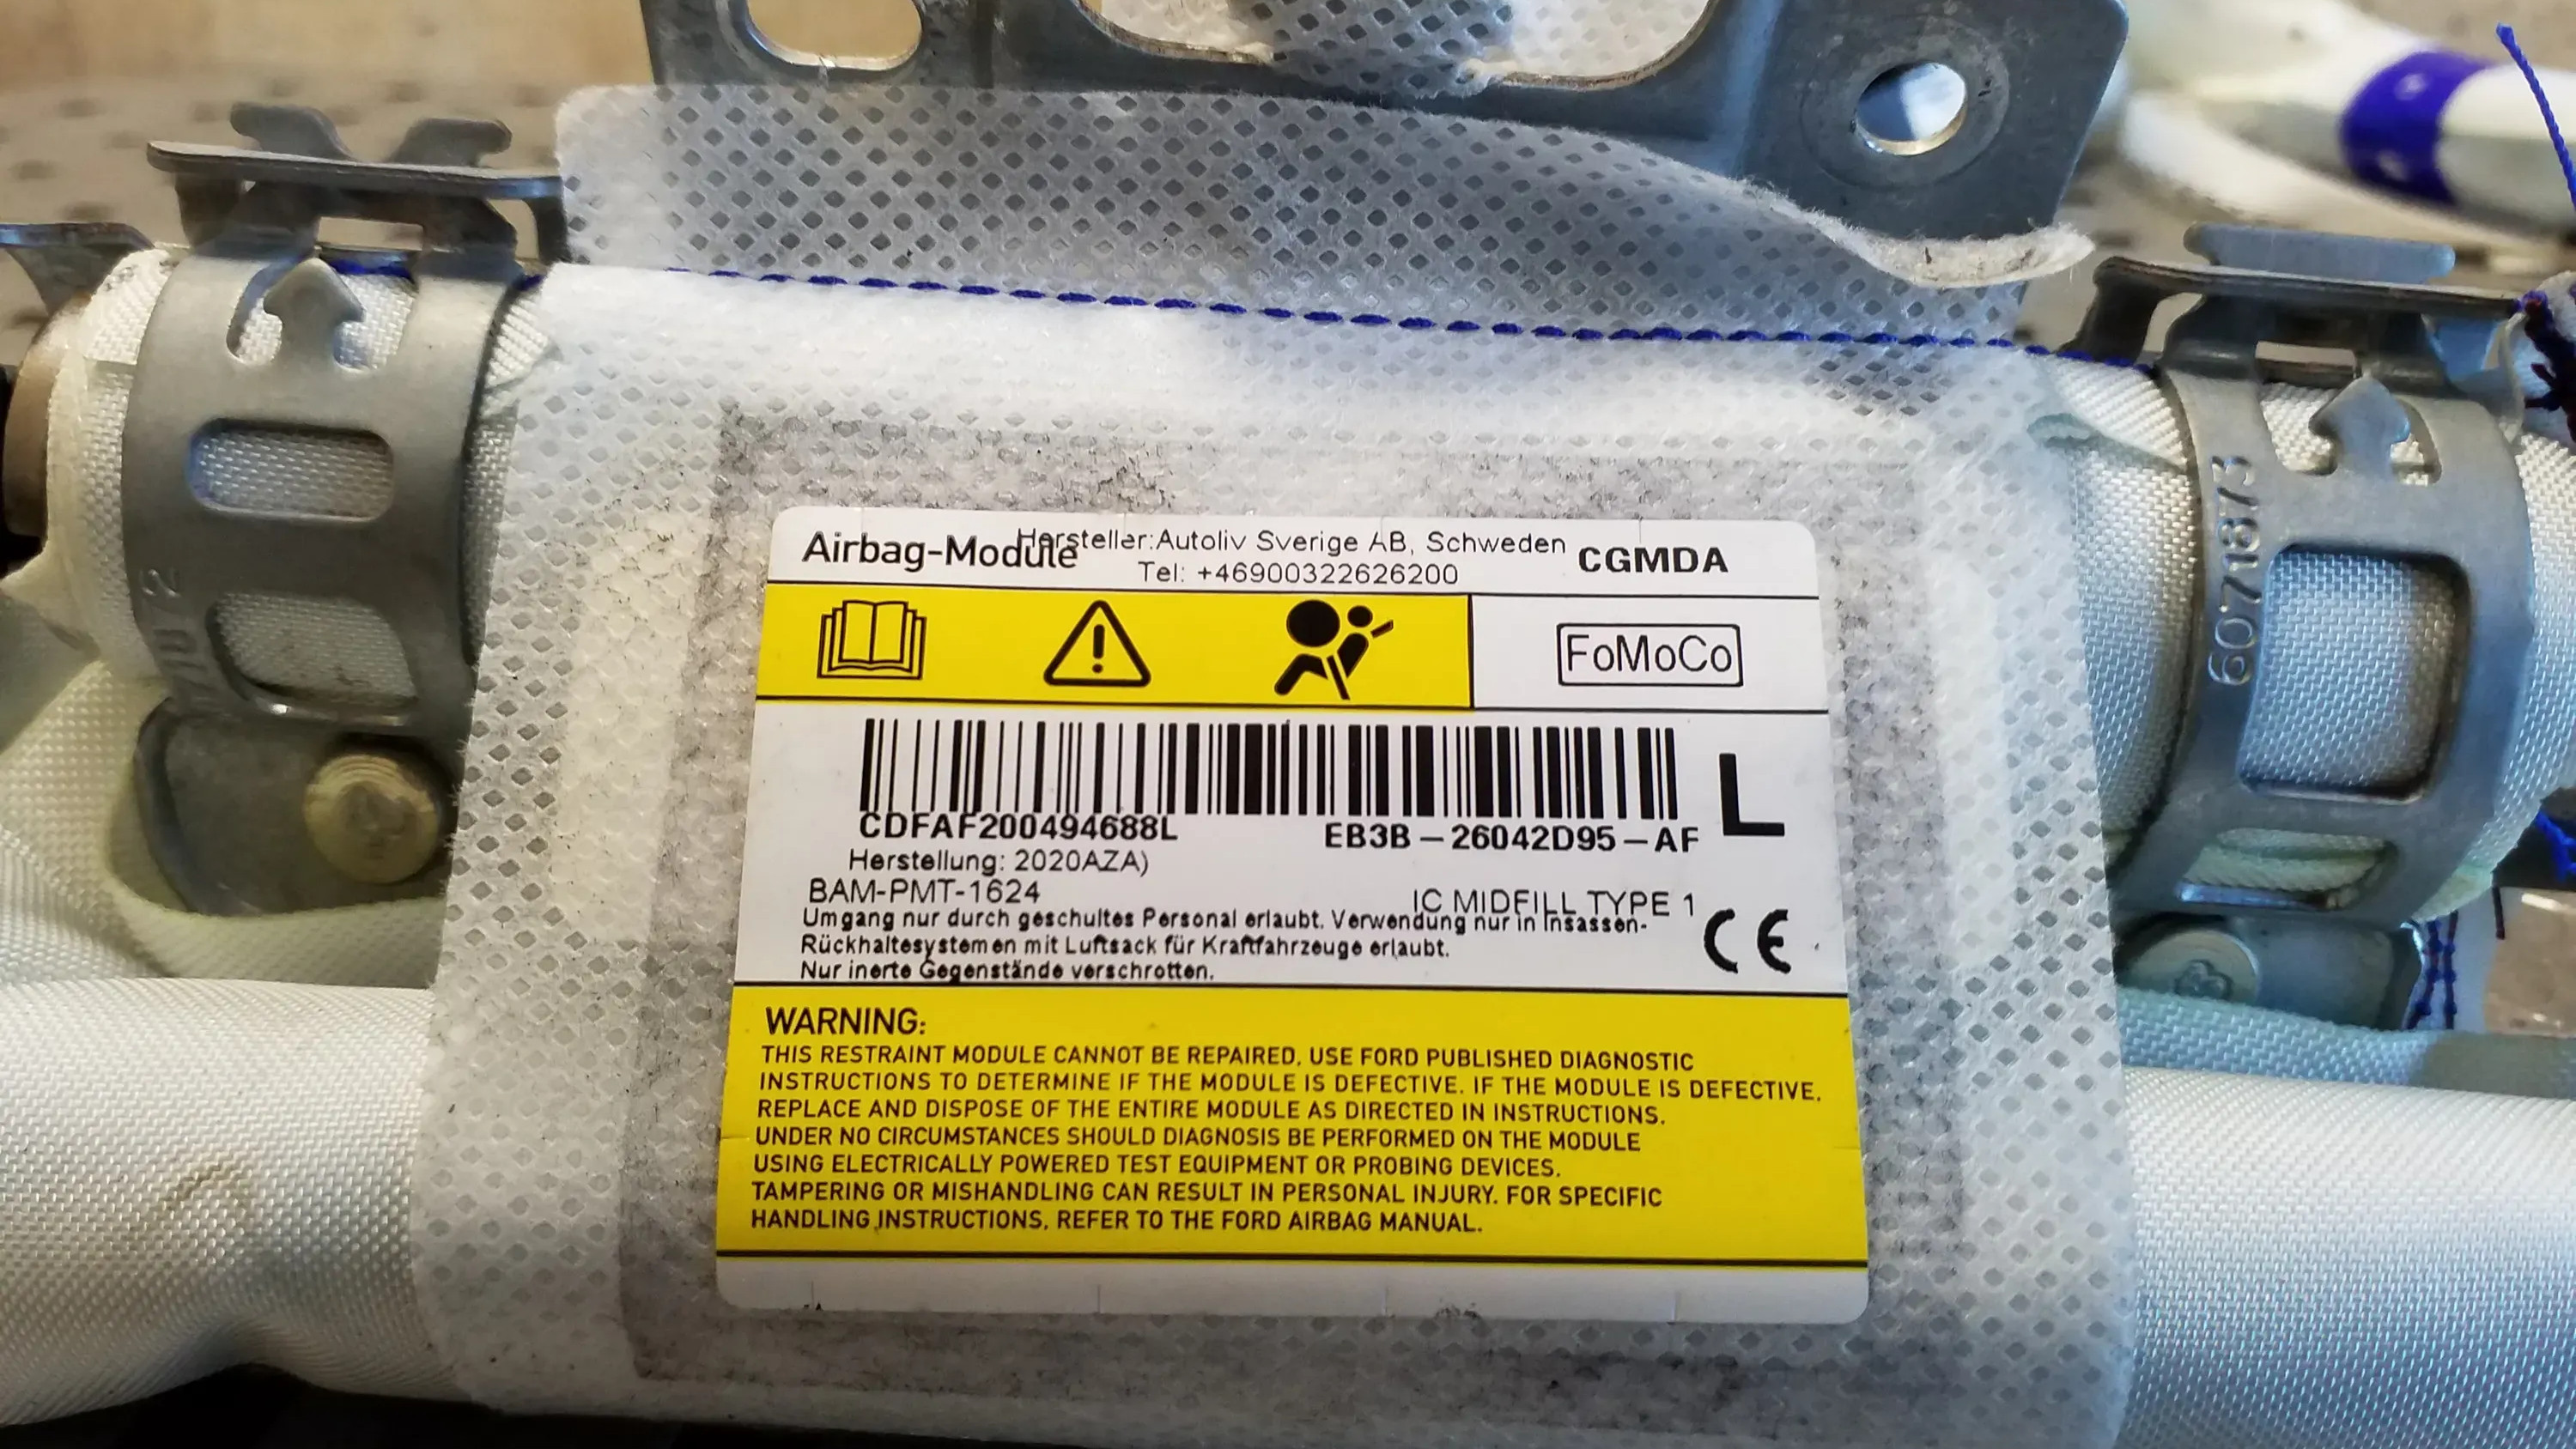 Airbag-Module
Hersteller:Autoliv Sverige AB, Schweden
Tel: +46900322626200
CGMDA
FoMoCo
L
CDFAF200494688L
EB3B-26042D95-AF
Herstellung: 2020AZA)
BAM-PMT-1624
IC MIDFILL TYPE 1
Umgang nur durch geschultes Personal erlaubt. Verwendung nur in Insassen-
Rückhaltesystemen mit Luftsack für Kraftfahrzeuge erlaubt.
Nur inerte Gegenstände verschrotten.
CE
WARNING:
THIS RESTRAINT MODULE CANNOT BE REPAIRED. USE FORD PUBLISHED DIAGNOSTIC
INSTRUCTIONS TO DETERMINE IF THE MODULE IS DEFECTIVE. IF THE MODULE IS DEFECTIVE,
REPLACE AND DISPOSE OF THE ENTIRE MODULE AS DIRECTED IN INSTRUCTIONS.
UNDER NO CIRCUMSTANCES SHOULD DIAGNOSIS BE PERFORMED ON THE MODULE
USING ELECTRICALLY POWERED TEST EQUIPMENT OR PROBING DEVICES.
TAMPERING OR MISHANDLING CAN RESULT IN PERSONAL INJURY. FOR SPECIFIC
HANDLING INSTRUCTIONS, REFER TO THE FORD AIRBAG MANUAL.
6071873